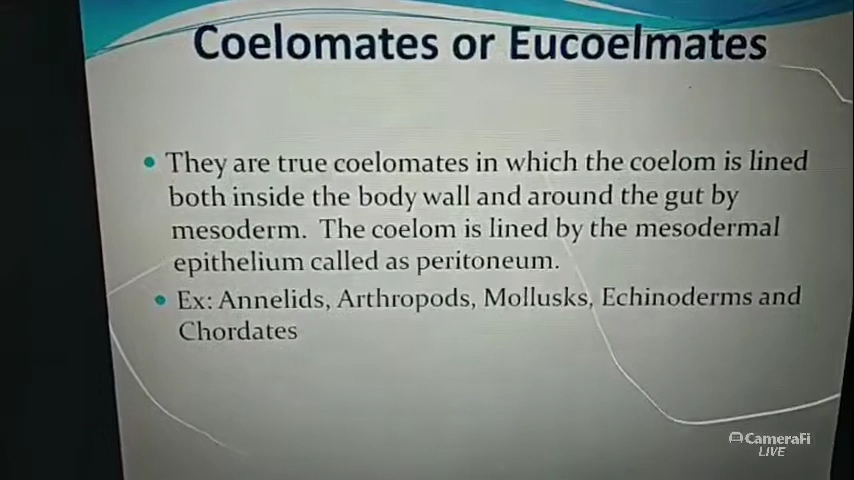 Coelomates or Eucoelmates
• They are true coelomates in which the coelom is lined
both inside the body wall and around the gut by
mesoderm. The coelom is lined by the mesodermal
epithelium called as peritoneum.
• Ex: Annelids, Arthropods, Mollusks, Echinoderms and
Chordates
CameraFi
LIVE